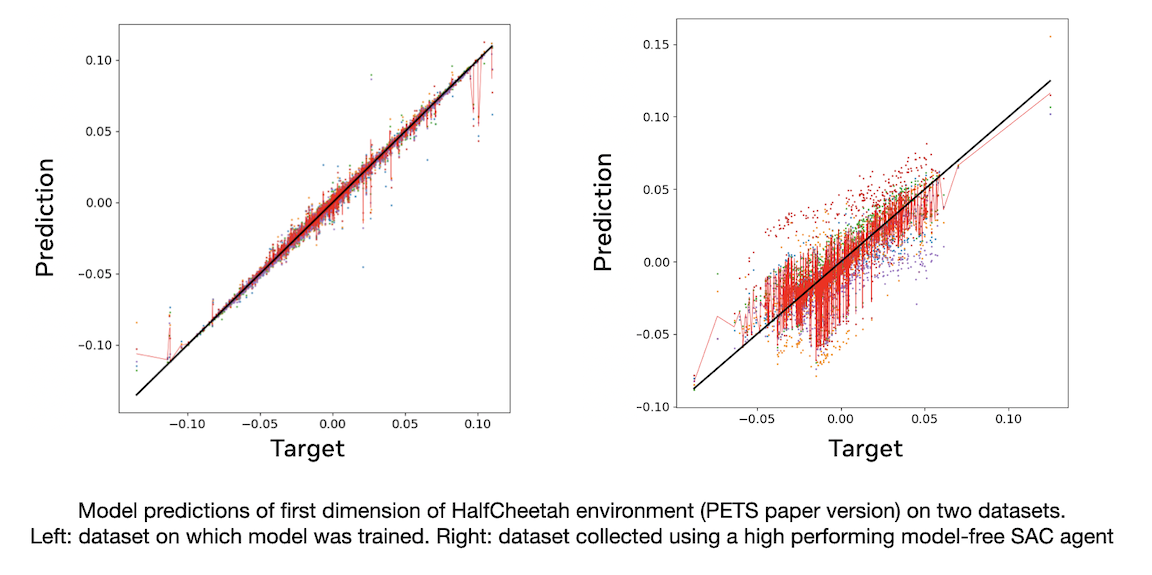 0.10
0.05
0.00
−0.05
−0.10
Prediction
−0.10 −0.05 0.00 0.05 0.10
Target
0.15
0.10
0.05
0.00
−0.05
−0.10
Prediction
−0.05 0.00 0.05 0.10
Target
Model predictions of first dimension of HalfCheetah environment (PETS paper version) on two datasets.
Left: dataset on which model was trained. Right: dataset collected using a high performing model-free SAC agent